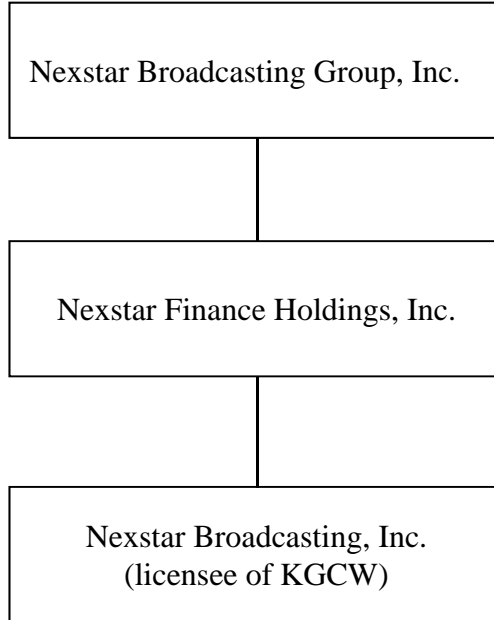 Nexstar Broadcasting Group, Inc.
Nexstar Finance Holdings, Inc.
Nexstar Broadcasting, Inc.
(licensee of KGCW)